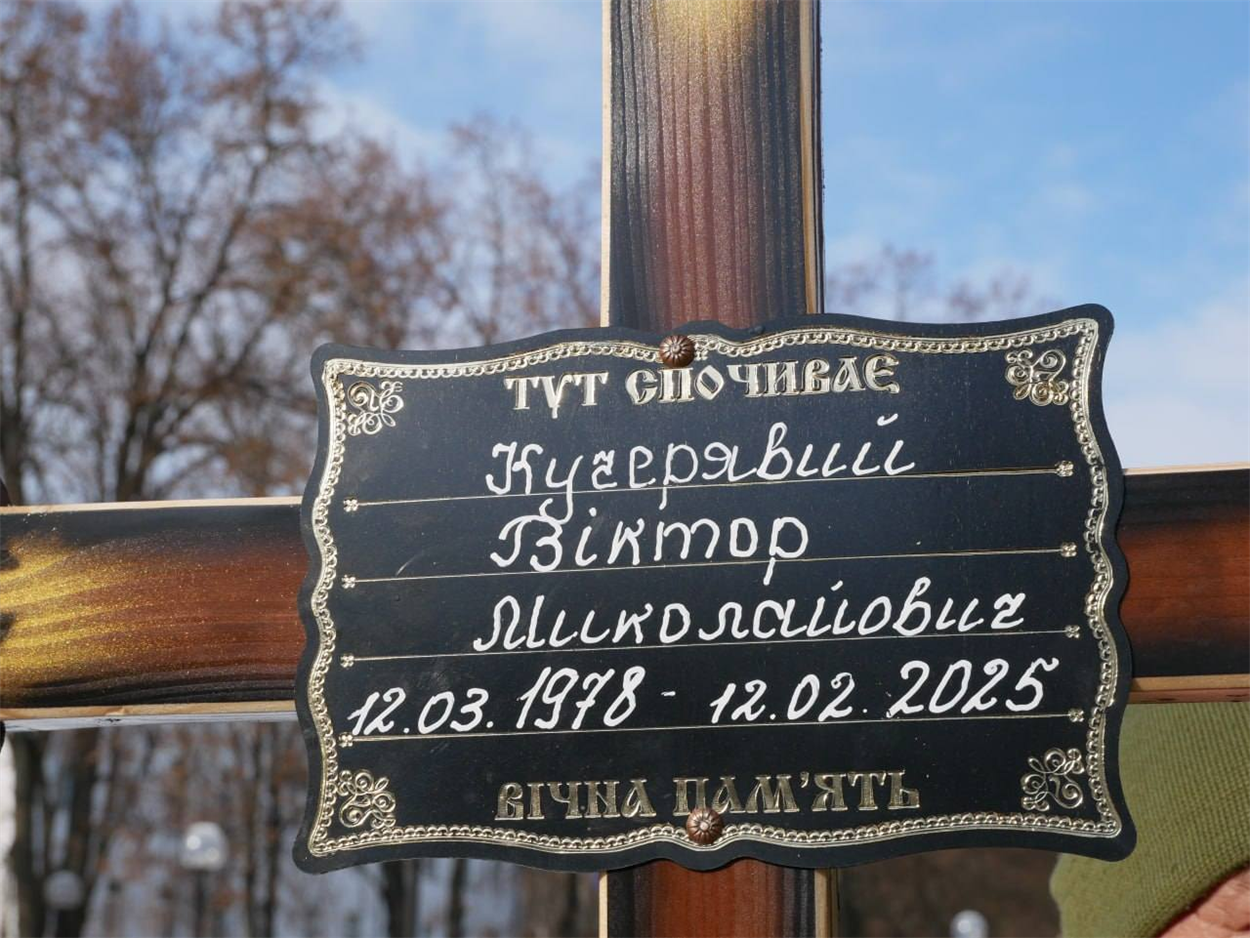 ТУТ СПОЧИВАЄ
Кучерявий
Віктор
Миколайович
12.03.1978 - 12.02.2025
ВІЧНА ПАМ'ЯТЬ